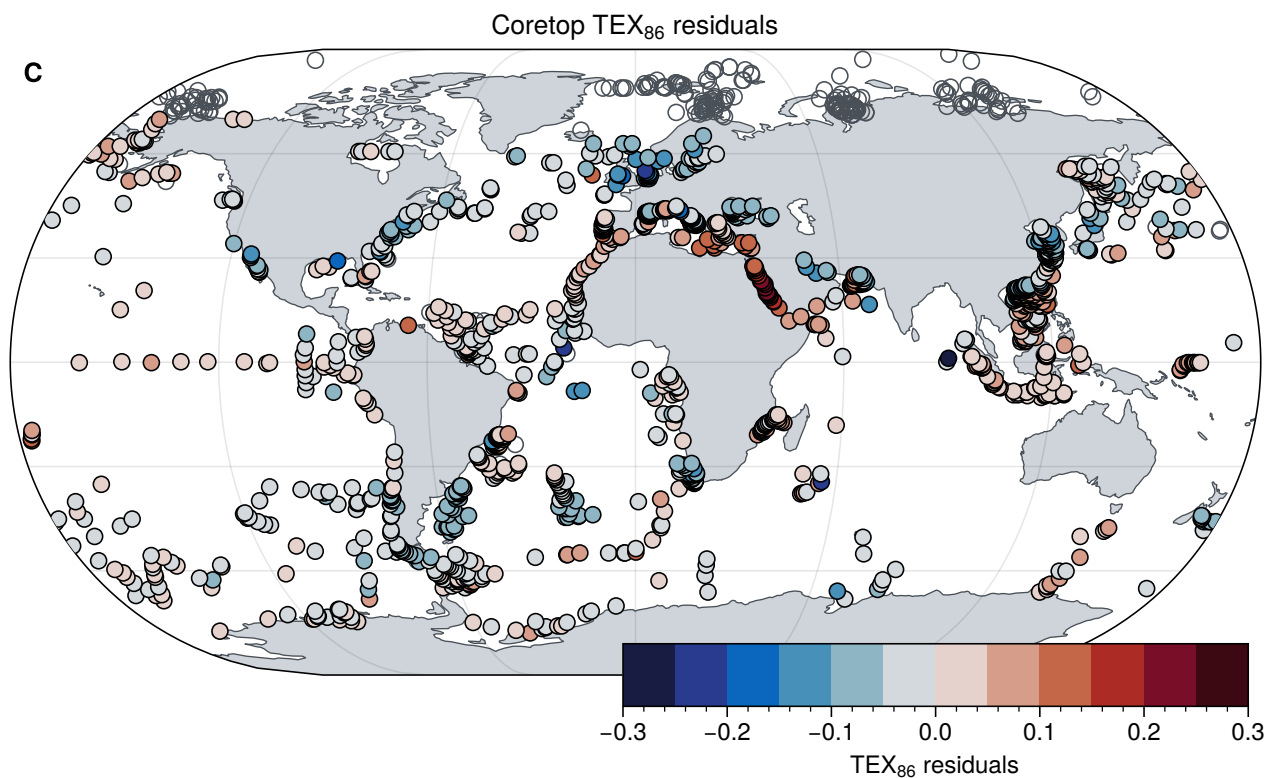 Coretop TEX₈₆ residuals
C
−0.3 −0.2 −0.1 0.0 0.1 0.2 0.3
TEX₈₆ residuals